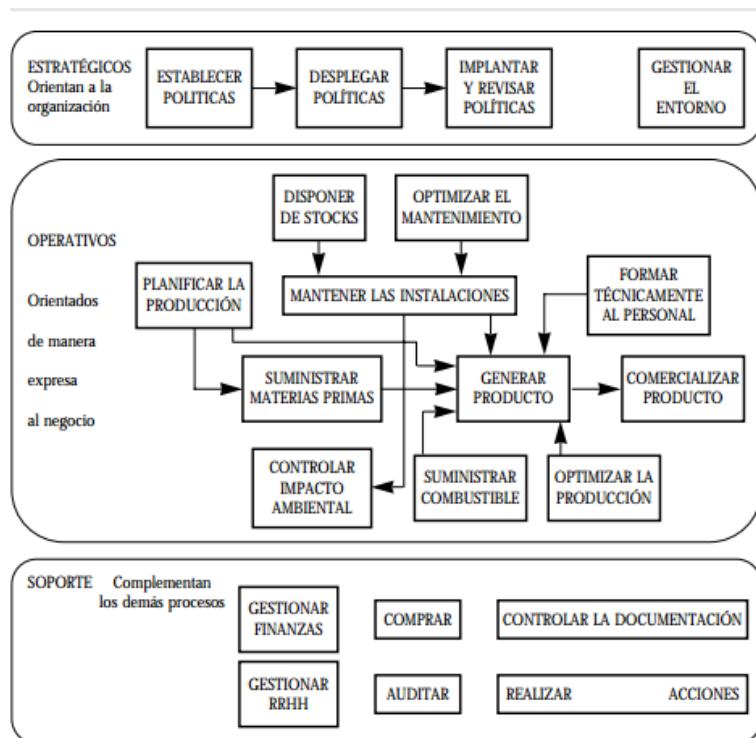 ESTRATÉGICOS
Orientan a la
organización
ESTABLECER
POLITICAS
DESPLEGAR
POLÍTICAS
IMPLANTAR
Y REVISAR
POLÍTICAS
GESTIONAR
EL
ENTORNO
OPERATIVOS
Orientados
de manera
expresa
al negocio
DISPONER
DE STOCKS
OPTIMIZAR EL
MANTENIMIENTO
PLANIFICAR LA
PRODUCCIÓN
MANTENER LAS INSTALACIONES
FORMAR
TÉCNICAMENTE
AL PERSONAL
SUMINISTRAR
MATERIAS PRIMAS
GENERAR
PRODUCTO
COMERCIALIZAR
PRODUCTO
CONTROLAR
IMPACTO
AMBIENTAL
SUMINISTRAR
COMBUSTIBLE
OPTIMIZAR LA
PRODUCCIÓN
SOPORTE Complementan
los demás procesos
GESTIONAR
FINANZAS
COMPRAR
CONTROLAR LA DOCUMENTACIÓN
GESTIONAR
RRHH
AUDITAR
REALIZAR ACCIONES